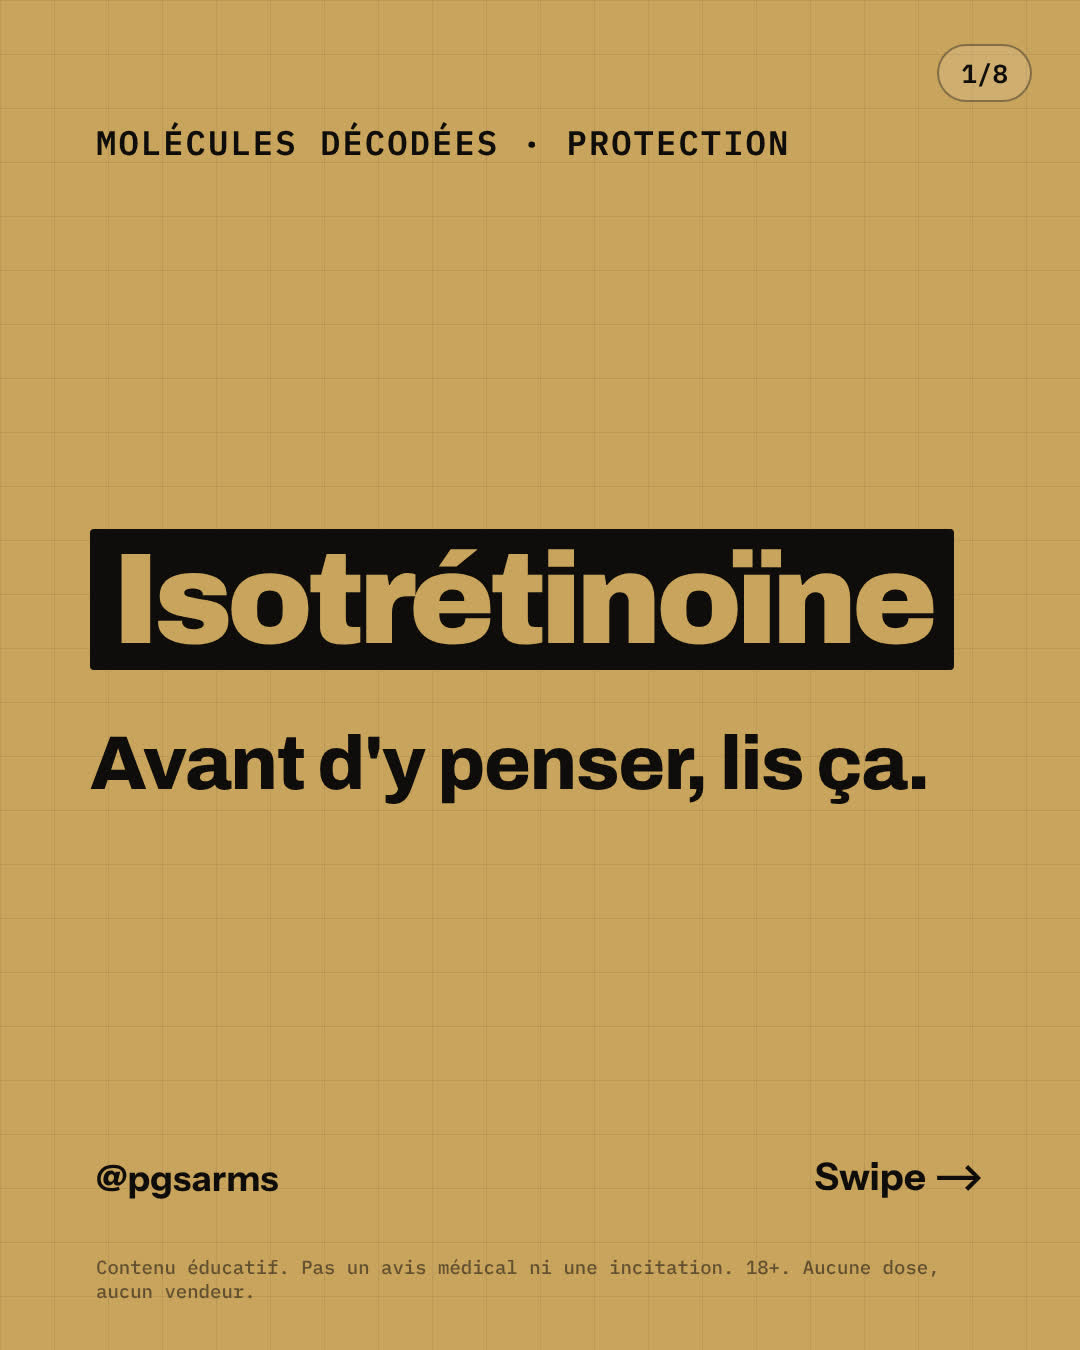 1/8
MOLÉCULES DÉCODÉES · PROTECTION
Isotrétinoïne
Avant d'y penser, lis ça.
@pgsarms
Swipe →
Contenu éducatif. Pas un avis médical ni une incitation. 18+. Aucune dose,
aucun vendeur.